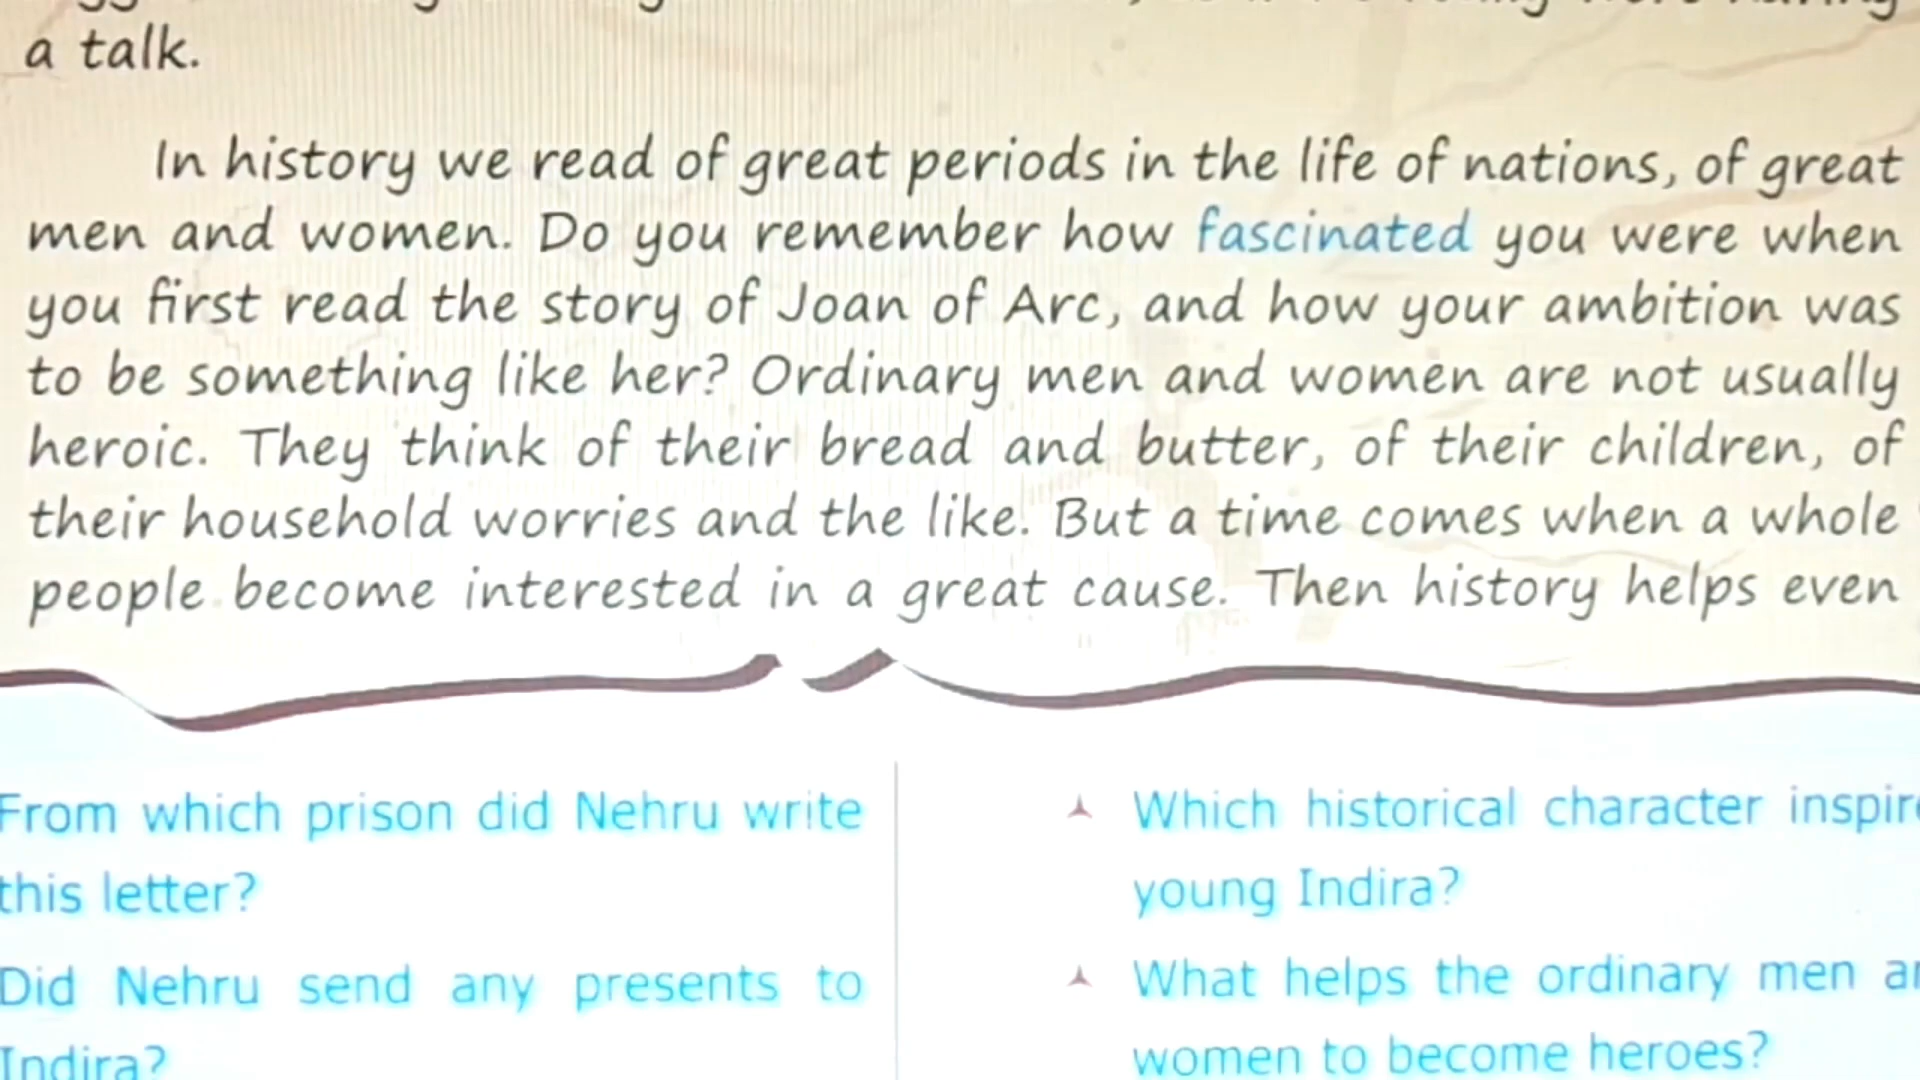 a talk.
In history we read of great periods in the life of nations, of great
men and women. Do you remember how fascinated you were when
you first read the story of Joan of Arc, and how your ambition was
to be something like her? Ordinary men and women are not usually
heroic. They think of their bread and butter, of their children, of
their household worries and the like. But a time comes when a whole
people become interested in a great cause. Then history helps even
From which prison did Nehru write
this letter?
Did Nehru send any presents to
Indira?
Which historical character
young Indira?
What helps the ordinary men
women to become heroes?